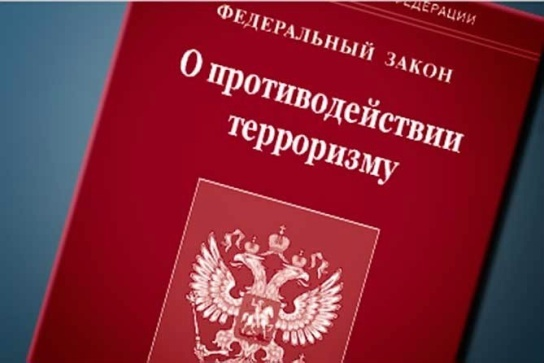 ФЕДЕРАЦИИ
ФЕДЕРАЛЬНЫЙ ЗАКОН
О противодействии
терроризму